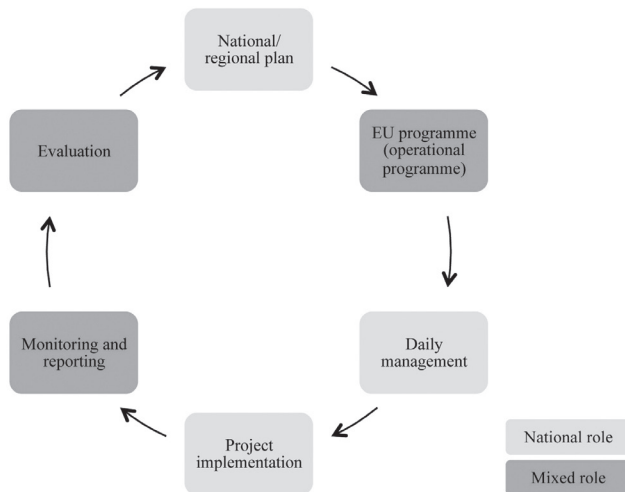 National/
regional plan
EU programme
(operational
programme)
Daily
management
Project
implementation
Monitoring and
reporting
Evaluation
National role
Mixed role